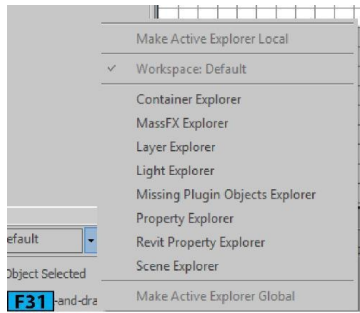 Make Active Explorer Local
✓ Workspace: Default
Container Explorer
MassFX Explorer
Layer Explorer
Light Explorer
Missing Plugin Objects Explorer
Property Explorer
Revit Property Explorer
Scene Explorer
Make Active Explorer Global
efault
Object Selected
F31 -and-dra